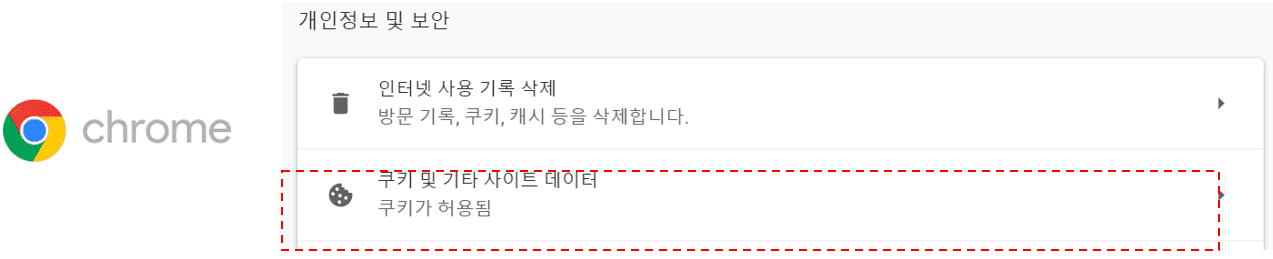 개인정보 및 보안
chrome
인터넷 사용 기록 삭제
방문 기록, 쿠키, 캐시 등을 삭제합니다.
쿠키 및 기타 사이트 데이터
쿠키가 허용됨